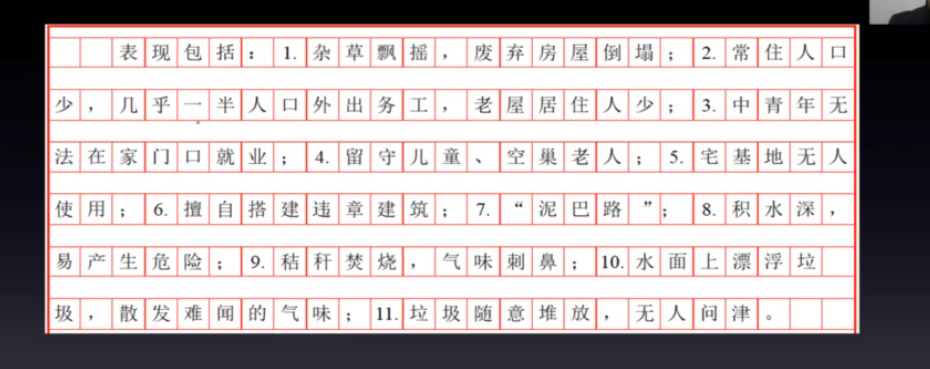 表现包括：1.杂草飘摇，废弃房屋倒塌；2.常住人口
少，几乎一半人口外出务工，老屋居住人少；3.中青年无
法在家门口就业；4.留守儿童、空巢老人；5.宅基地无人
使用；6.擅自搭建违章建筑；7.“泥巴路”；8.积水深，
易产生危险；9.秸秆焚烧，气味刺鼻；10.水面上漂浮垃
圾，散发难闻的气味；11.垃圾随意堆放，无人问津。